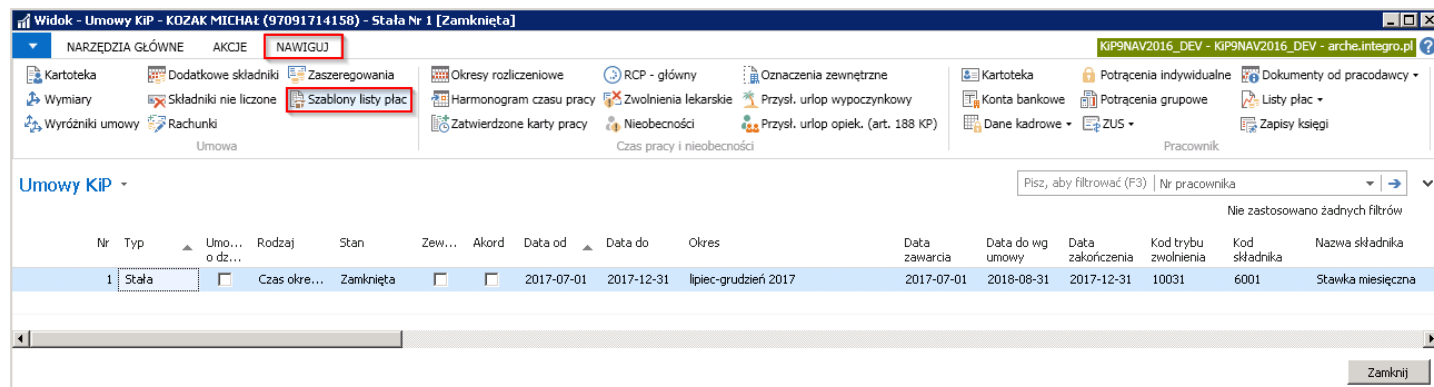 Widok - Umowy KiP - KOZAK MICHAŁ (97091714158) - Stała Nr 1 [Zamknięta]
NARZĘDZIA GŁÓWNE AKCJE NAWIGUJ KiP9NAV2016_DEV - KiP9NAV2016_DEV - arche.integro.pl
Kartoteka Dodatkowe składniki Zaszeregowania Okresy rozliczeniowe RCP - główny Oznaczenia zewnętrzne Kartoteka Potrącenia indywidualne Dokumenty od pracodawcy
Wymiary Składniki nie liczone Szablony listy płac Harmonogram czasu pracy Zwolnienia lekarskie Przysł. urlop wypoczynkowy Konta bankowe Potrącenia grupowe Listy płac
Wyróżniki umowy Rachunki Zatwierdzone karty pracy Nieobecności Przysł. urlop opiek. (art. 188 KP) Dane kadrowe ZUS Zapisy księgi
Umowa Czas pracy i nieobecności Pracownik
Umowy KiP Pisz, aby filtrować (F3) Nr pracownika
Nie zastosowano żadnych filtrów
Nr Typ Umo... Rodzaj Stan Zew... Akord Data od Data do Okres Data Data do wg Data Kod trybu Kod Nazwa składnika
o dz... zawarcia umowy zakończenia zwolnienia składnika
1 Stała Czas okre... Zamknięta 2017-07-01 2017-12-31 lipiec-grudzień 2017 2017-07-01 2018-08-31 2017-12-31 10031 6001 Stawka miesięczna
Zamknij